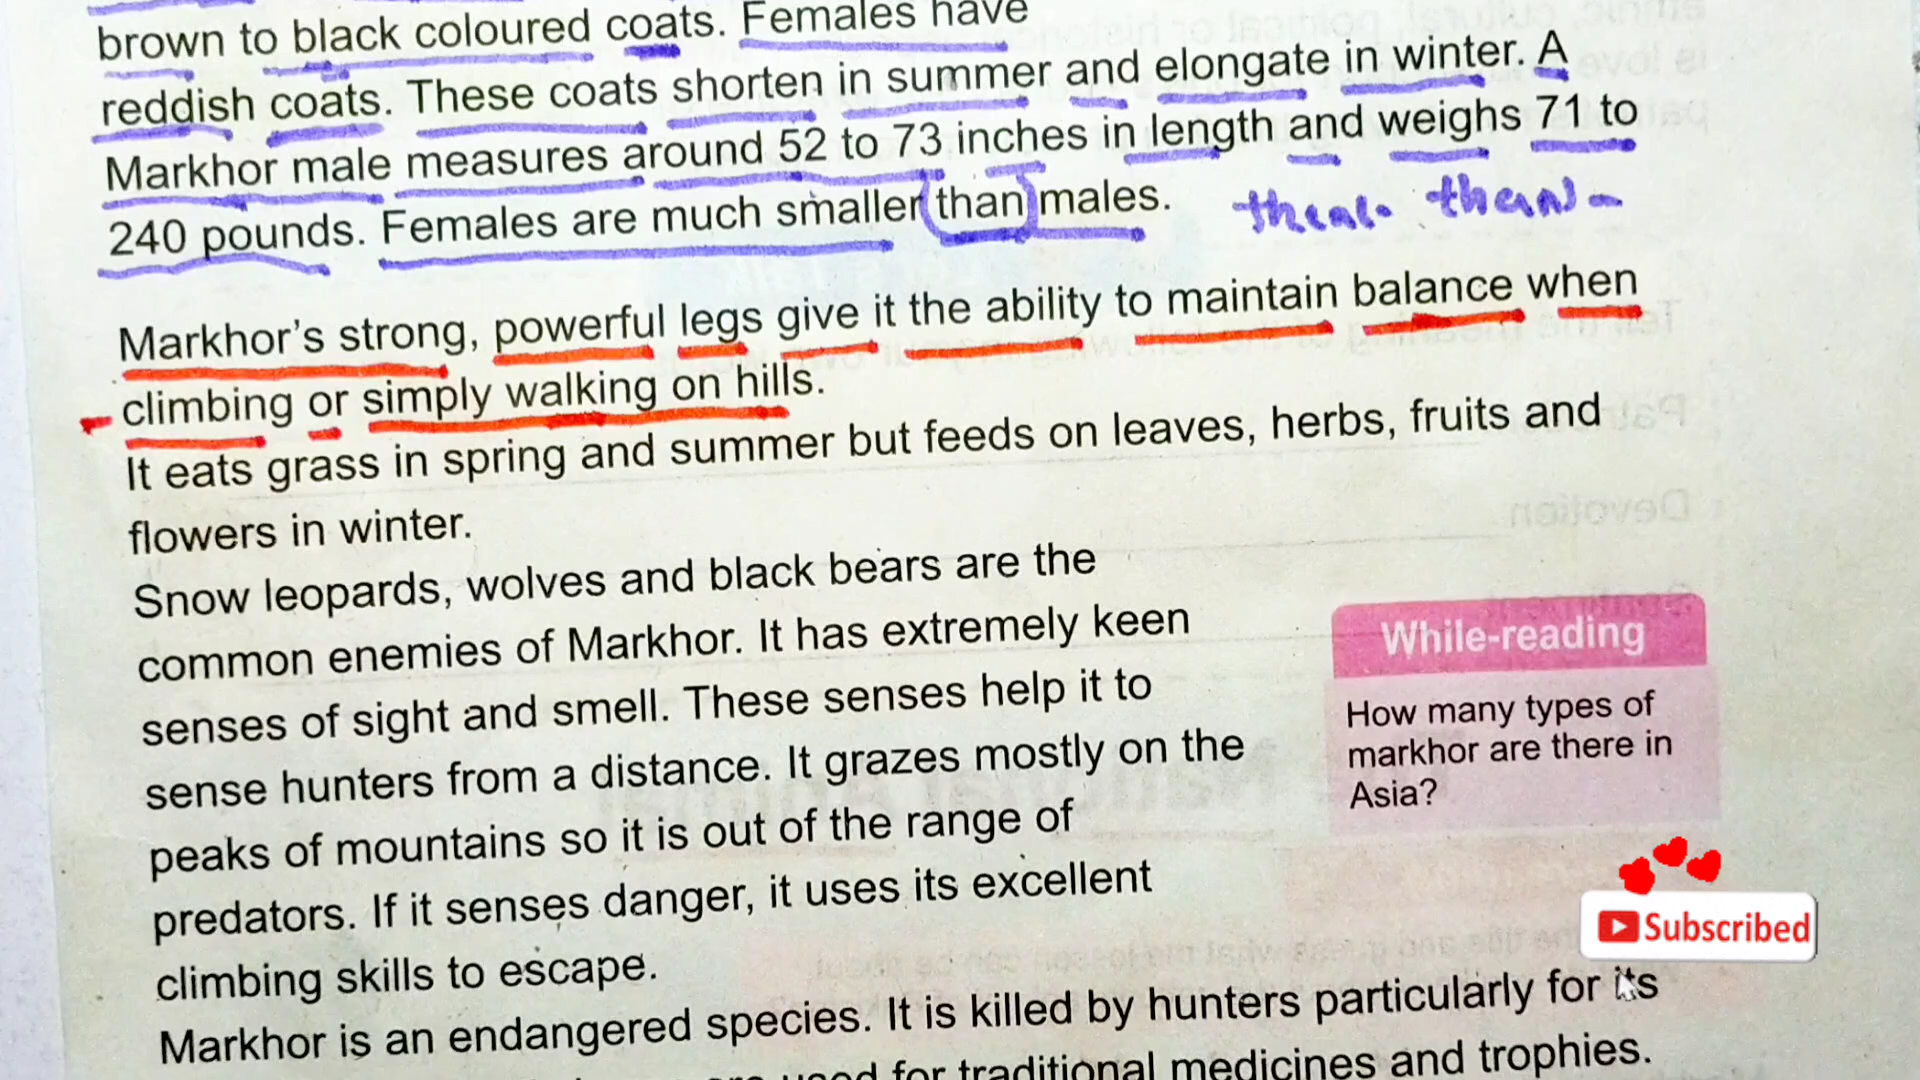 brown to black coloured coats. Females have
reddish coats. These coats shorten in summer and elongate in winter. A
Markhor male measures around 52 to 73 inches in length and weighs 71 to
240 pounds. Females are much smaller than males.
Markhor's strong, powerful legs give it the ability to maintain balance when
climbing or simply walking on hills.
It eats grass in spring and summer but feeds on leaves, herbs, fruits and
flowers in winter.
Snow leopards, wolves and black bears are the
common enemies of Markhor. It has extremely keen
senses of sight and smell. These senses help it to
sense hunters from a distance. It grazes mostly on the
peaks of mountains so it is out of the range of
predators. If it senses danger, it uses its excellent
climbing skills to escape.
Markhor is an endangered species. It is killed by hunters particularly for its
used for traditional medicines and trophies.
While-reading
How many types of
markhor are there in
Asia?
Subscribed